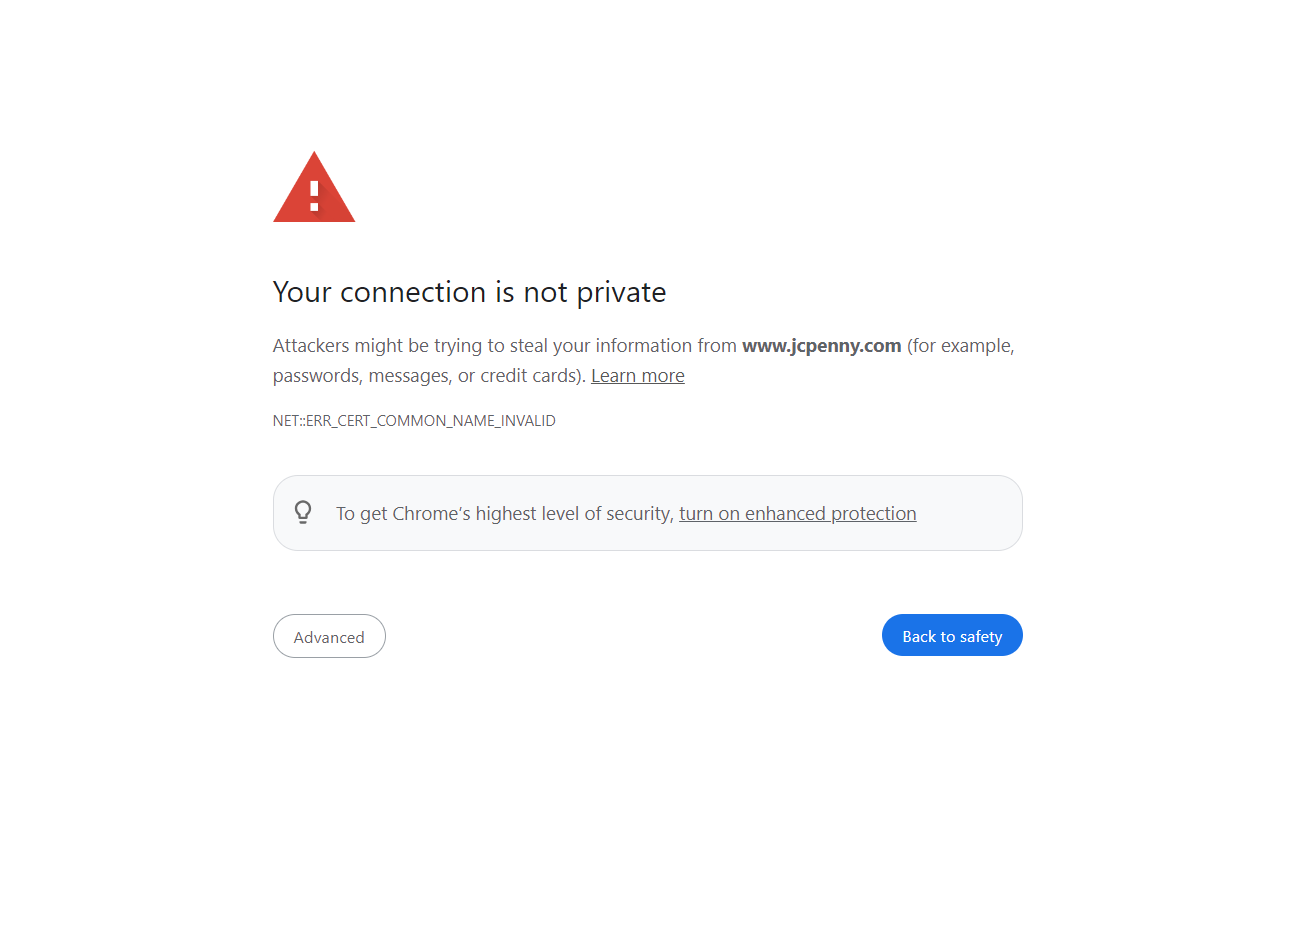 Your connection is not private
Attackers might be trying to steal your information from www.jcpenny.com (for example,
passwords, messages, or credit cards). Learn more
NET::ERR_CERT_COMMON_NAME_INVALID
To get Chrome's highest level of security, turn on enhanced protection
Advanced
Back to safety